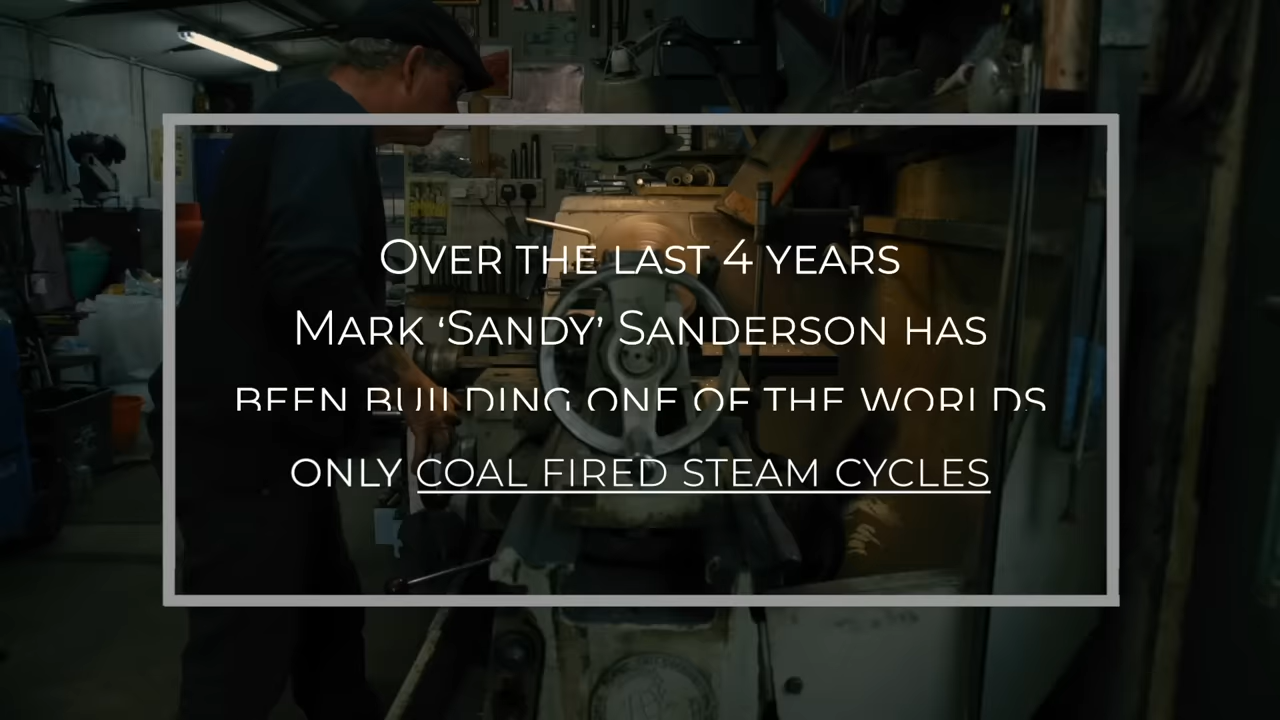 Over the last 4 years
Mark ‘Sandy’ Sanderson has
been building one of the worlds
only coal fired steam cycles